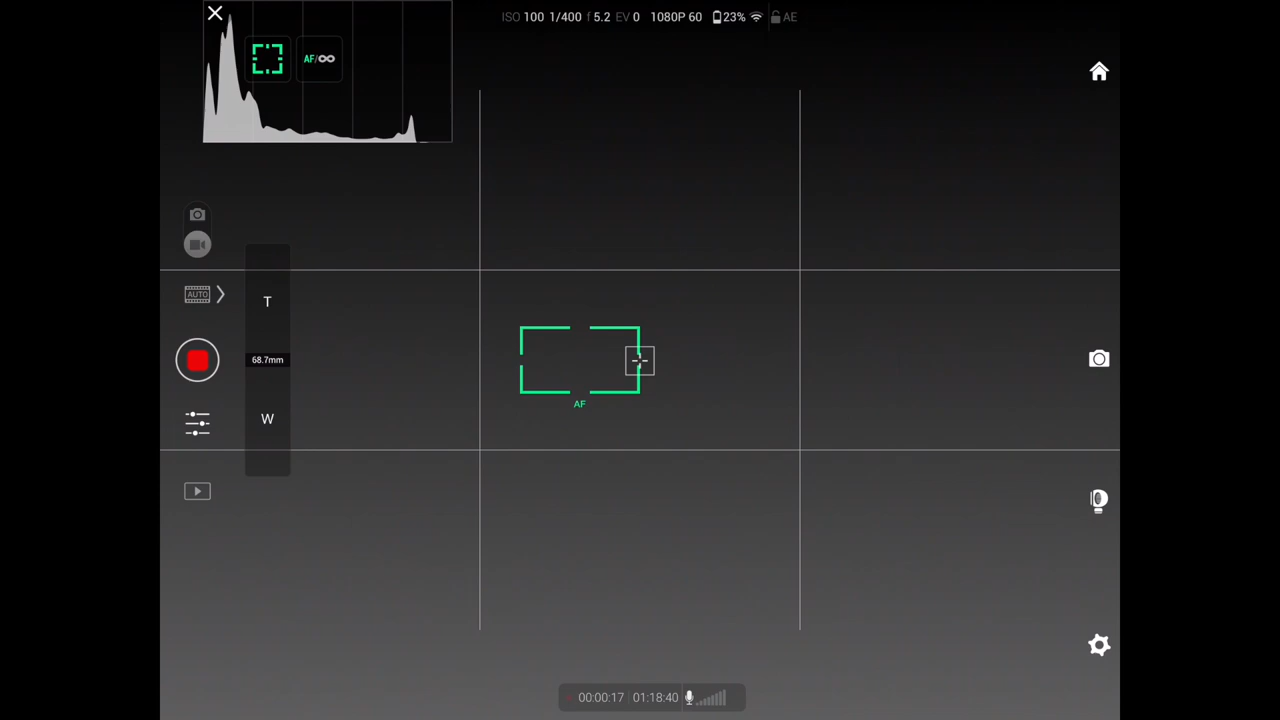 ISO 100 1/400 f 5.2 EV 0 1080P 60 23% AE
AF/∞
AUTO
T
68.7mm
W
AF
00:00:17 01:18:40